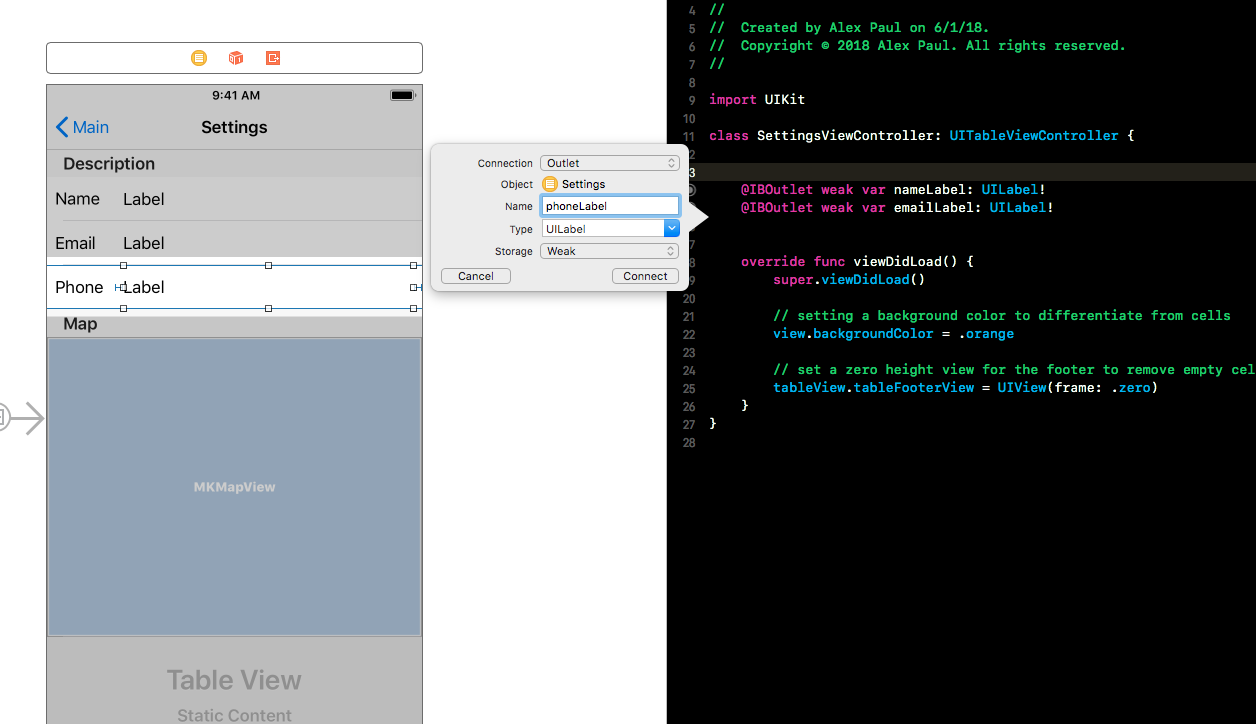 9:41 AM
Main
Settings
Description
Name Label
Email Label
Phone Label
Map
MKMapView
Table View
Static Content
Connection Outlet
Object Settings
Name phoneLabel
Type UILabel
Storage Weak
Cancel Connect
4 //
5 //  Created by Alex Paul on 6/1/18.
6 //  Copyright © 2018 Alex Paul. All rights reserved.
7 //
8
9 import UIKit
10
11 class SettingsViewController: UITableViewController {
2
3
@IBOutlet weak var nameLabel: UILabel!
@IBOutlet weak var emailLabel: UILabel!
7
8 override func viewDidLoad() {
9 super.viewDidLoad()
20
21 // setting a background color to differentiate from cells
22 view.backgroundColor = .orange
23
24 // set a zero height view for the footer to remove empty cel
25 tableView.tableFooterView = UIView(frame: .zero)
26 }
27 }
28